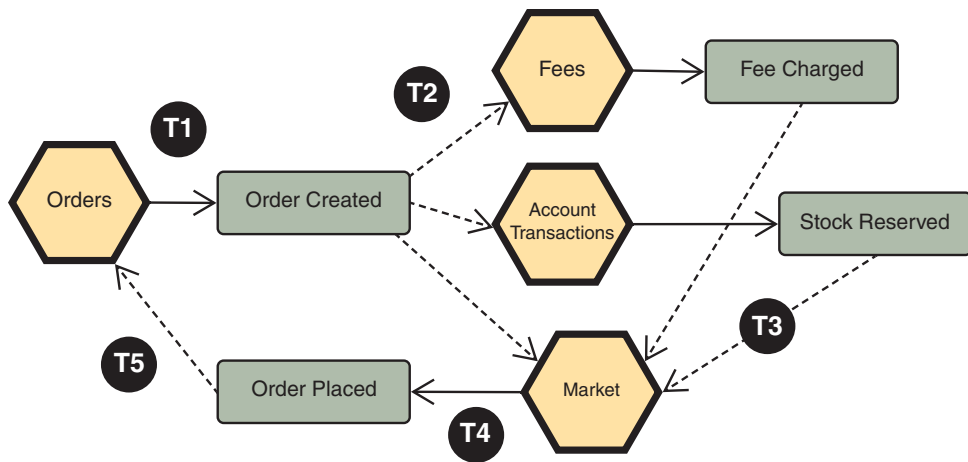 Fees
Fee Charged
T2
T1
Orders
Order Created
Account
Transactions
Stock Reserved
T3
T5
Order Placed
Market
T4